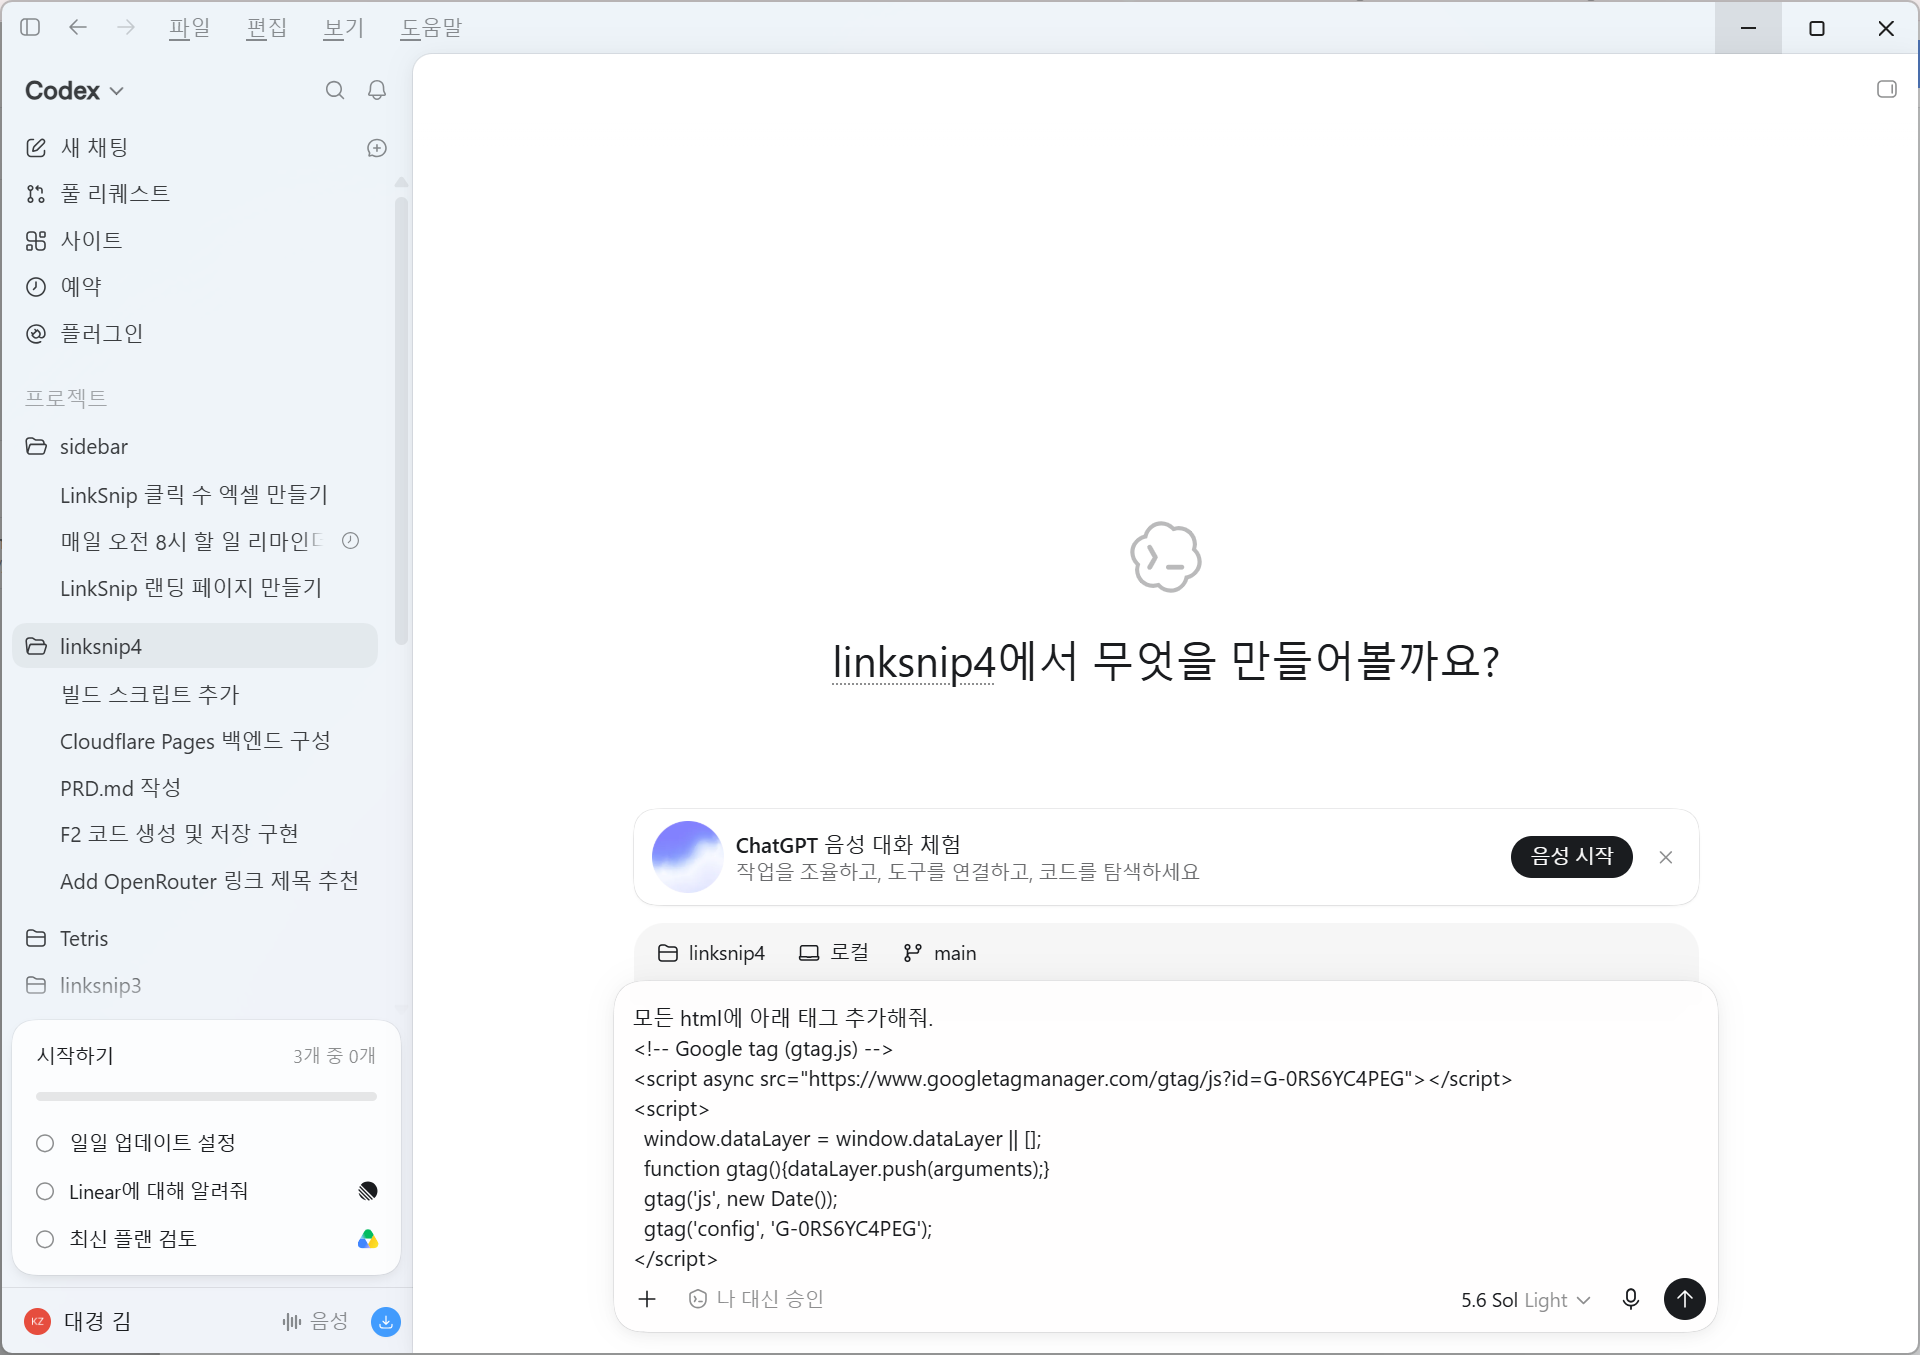 파일 편집 보기 도움말
Codex
새 채팅
풀 리퀘스트
사이트
예약
플러그인
프로젝트
sidebar
LinkSnip 클릭 수 엑셀 만들기
매일 오전 8시 할 일 리마인
LinkSnip 랜딩 페이지 만들기
linksnip4
빌드 스크립트 추가
Cloudflare Pages 백엔드 구성
PRD.md 작성
F2 코드 생성 및 저장 구현
Add OpenRouter 링크 제목 추천
Tetris
linksnip3
시작하기 3개 중 0개
일일 업데이트 설정
Linear에 대해 알려줘
최신 플랜 검토
KZ 대경 김 음성
linksnip4에서 무엇을 만들어볼까요?
ChatGPT 음성 대화 체험
작업을 조율하고, 도구를 연결하고, 코드를 탐색하세요
음성 시작
linksnip4 로컬 main
모든 html에 아래 태그 추가해줘.
<!-- Google tag (gtag.js) -->
<script async src="https://www.googletagmanager.com/gtag/js?id=G-0RS6YC4PEG"></script>
<script>
window.dataLayer = window.dataLayer || [];
function gtag(){dataLayer.push(arguments);}
gtag('js', new Date());
gtag('config', 'G-0RS6YC4PEG');
</script>
나 대신 승인
5.6 Sol Light